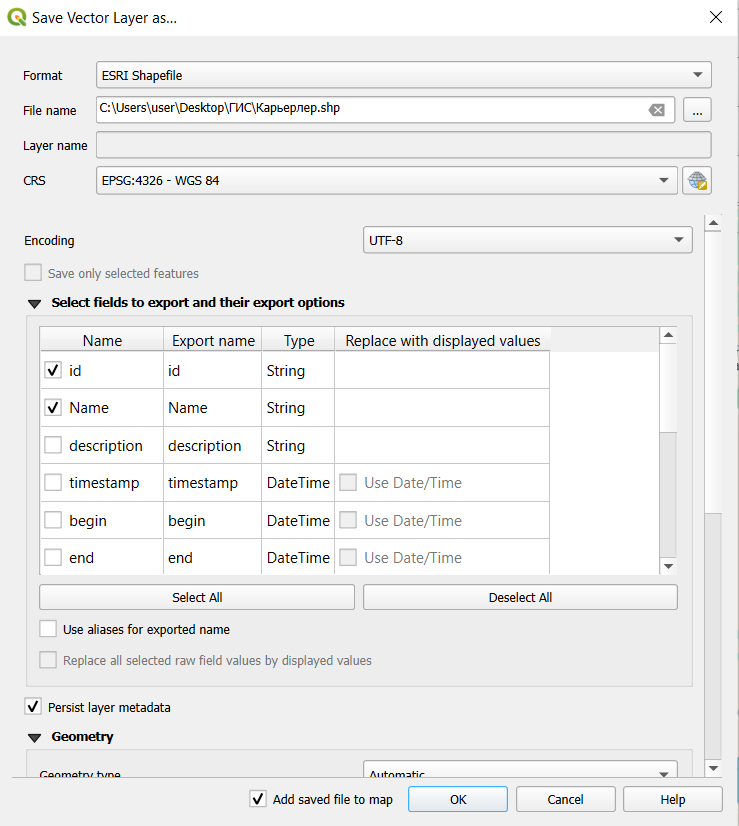 Save Vector Layer as...
Format ESRI Shapefile
File name C:\Users\user\Desktop\ГИС\Карьерлер.shp ...
Layer name
CRS EPSG:4326 - WGS 84
Encoding UTF-8
Save only selected features
Select fields to export and their export options
Name Export name Type Replace with displayed values
id id String
Name Name String
description description String
timestamp timestamp DateTime Use Date/Time
begin begin DateTime Use Date/Time
end end DateTime Use Date/Time
Select All Deselect All
Use aliases for exported name
Replace all selected raw field values by displayed values
Persist layer metadata
Geometry
Geometry type Automatic
Add saved file to map OK Cancel Help